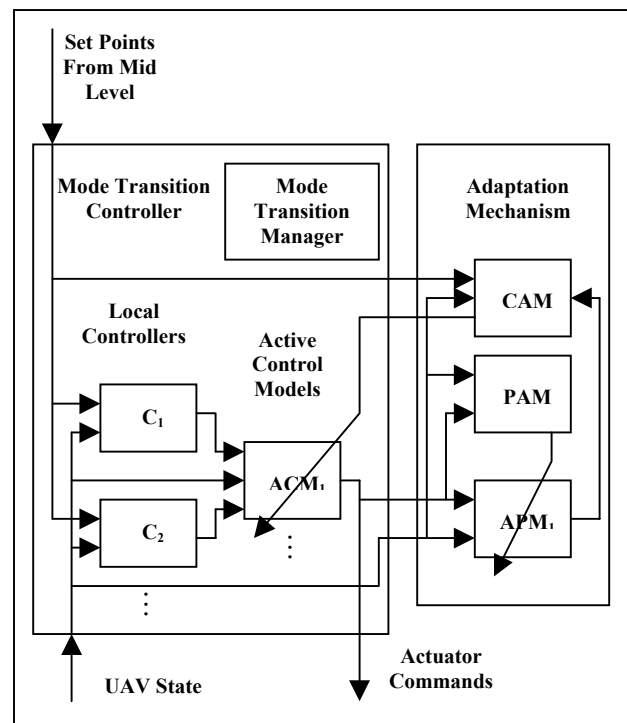 Set Points
From Mid
Level
Mode Transition
Controller
Mode
Transition
Manager
Adaptation
Mechanism
CAM
Local
Controllers
Active
Control
Models
PAM
C₁
ACM₁
APM₁
C₂
⋮
⋮
UAV State
Actuator
Commands